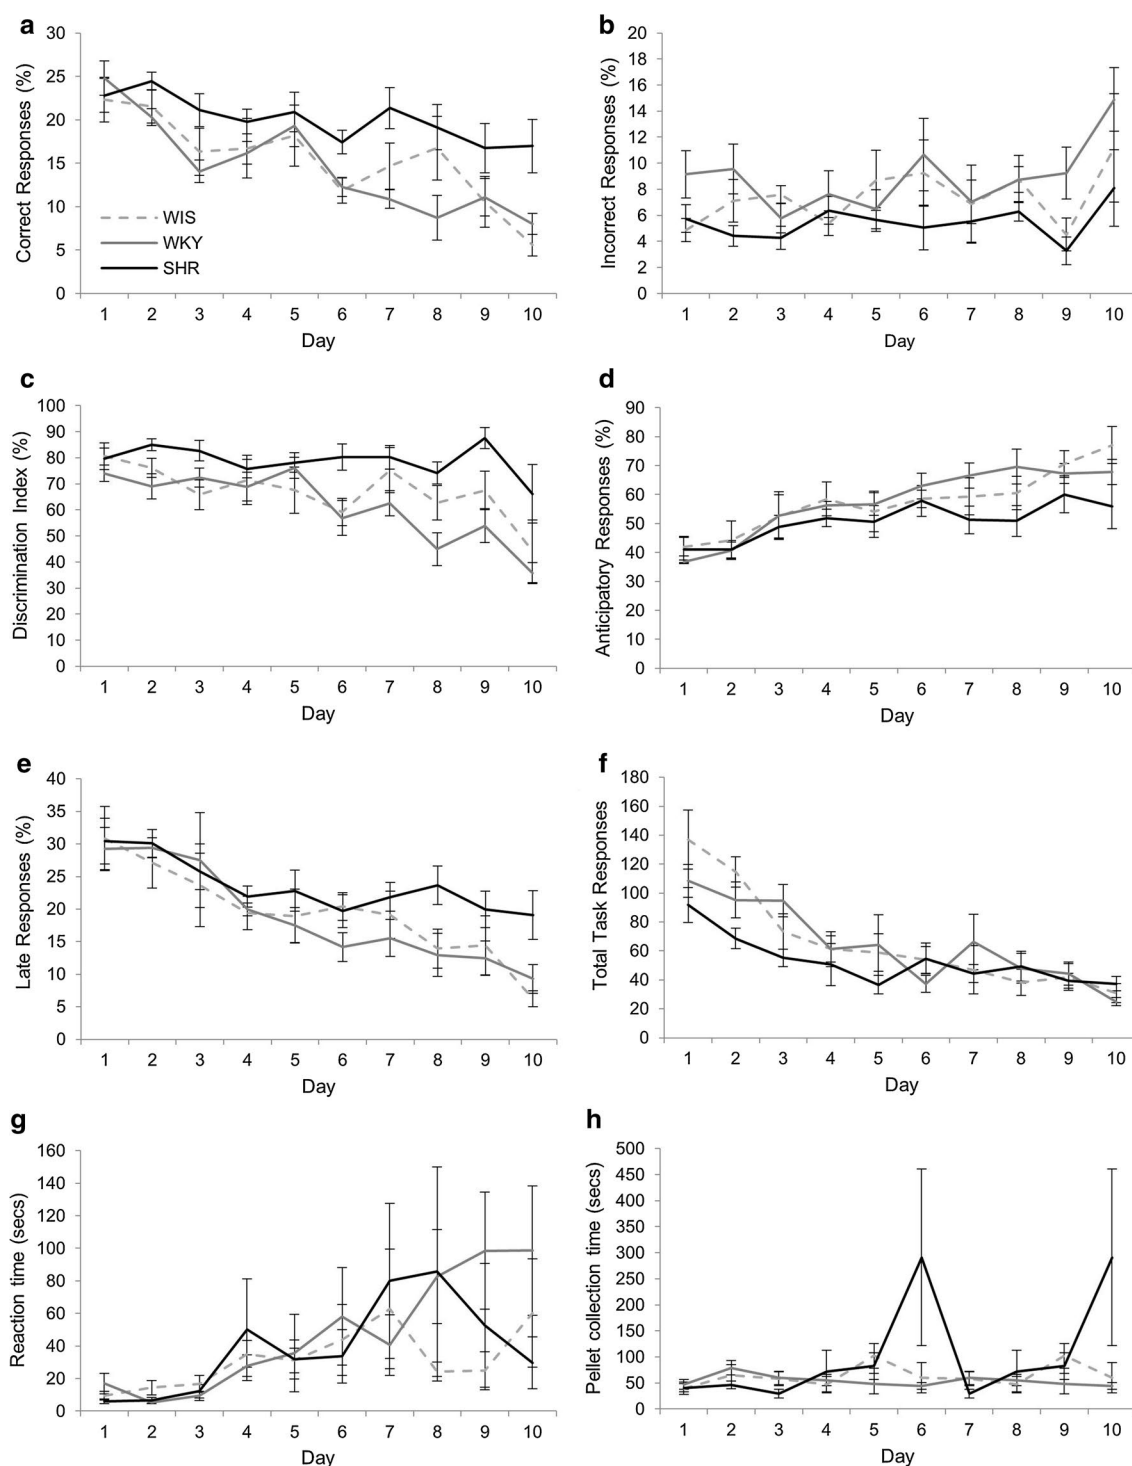 a
Correct Responses (%)
30
25
20
15
10
5
0
WIS
WKY
SHR
1 2 3 4 5 6 7 8 9 10
Day
b
Incorrect Responses (%)
20
18
16
14
12
10
8
6
4
2
0
1 2 3 4 5 6 7 8 9 10
Day
c
Discrimination Index (%)
100
90
80
70
60
50
40
30
20
10
0
1 2 3 4 5 6 7 8 9 10
Day
d
Anticipatory Responses (%)
90
80
70
60
50
40
30
20
10
0
1 2 3 4 5 6 7 8 9 10
Day
e
Late Responses (%)
40
35
30
25
20
15
10
5
0
1 2 3 4 5 6 7 8 9 10
Day
f
Total Task Responses
180
160
140
120
100
80
60
40
20
0
1 2 3 4 5 6 7 8 9 10
Day
g
Reaction time (secs)
160
140
120
100
80
60
40
20
0
1 2 3 4 5 6 7 8 9 10
Day
h
Pellet collection time (secs)
500
450
400
350
300
250
200
150
100
50
0
1 2 3 4 5 6 7 8 9 10
Day